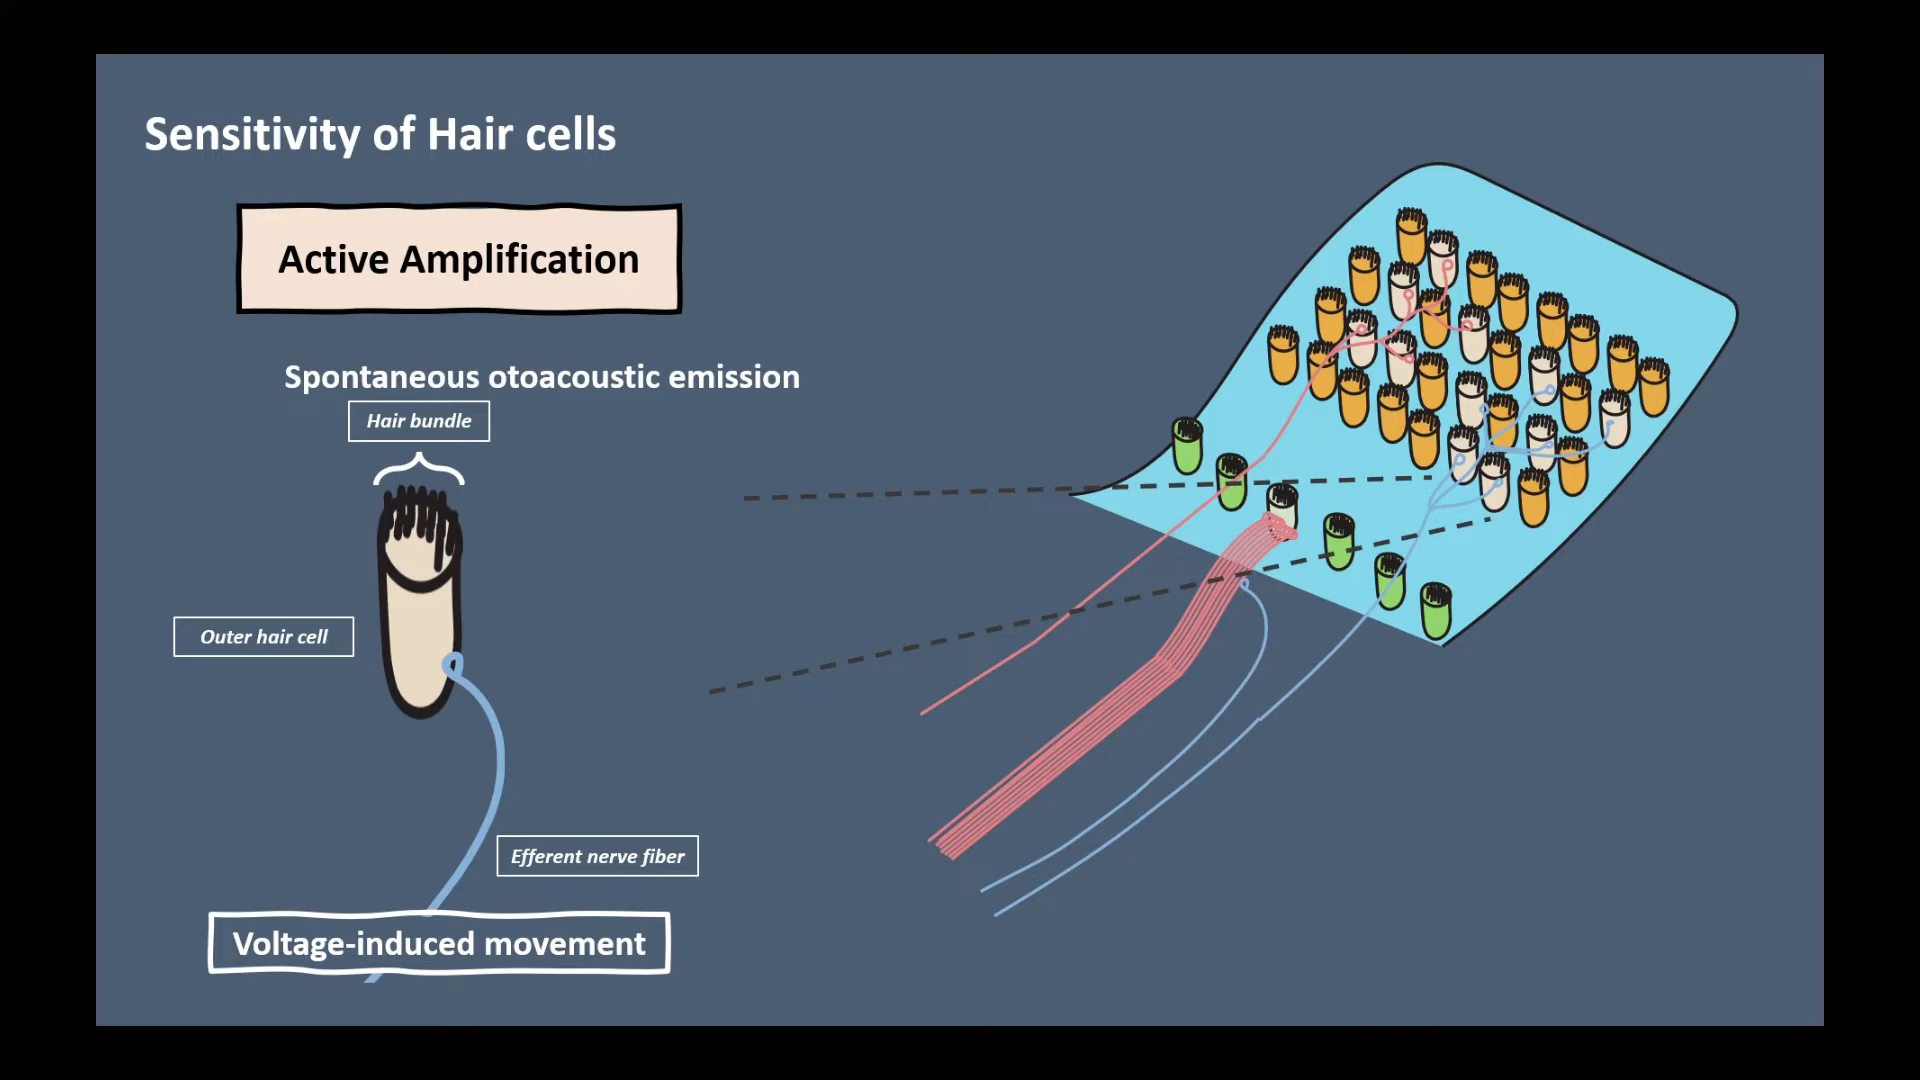 Sensitivity of Hair cells
Active Amplification
Spontaneous otoacoustic emission
Hair bundle
Outer hair cell
Efferent nerve fiber
Voltage-induced movement